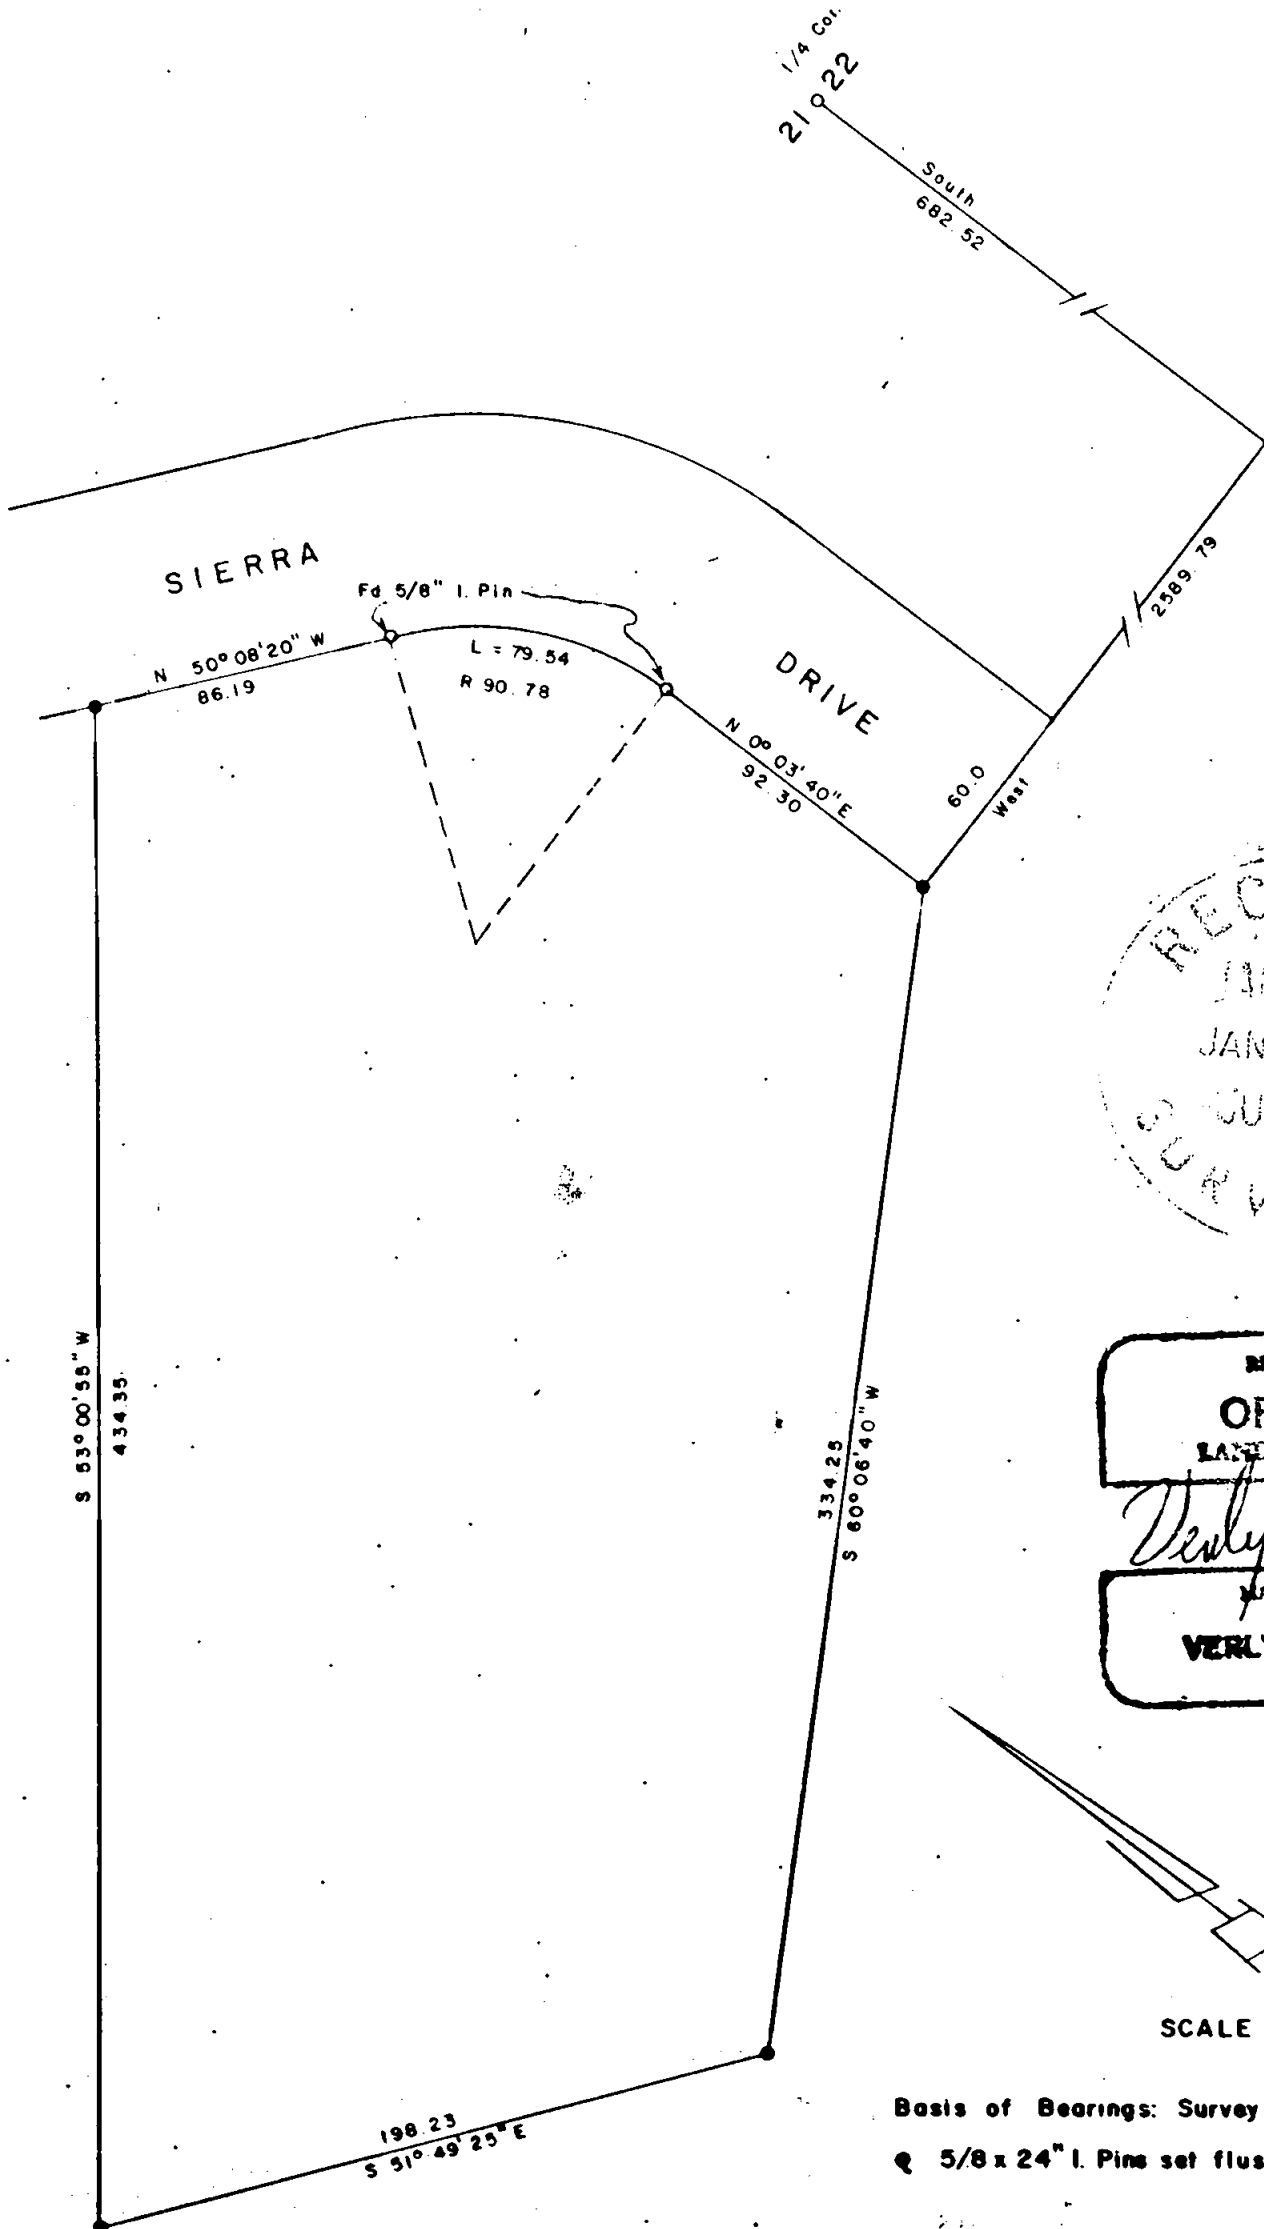 1/4 Cor.
21 22
South
682.52
SIERRA
Fd 5/8" I. Pin
N 50° 08' 20" W
86.19
L = 79.54
R 90.78
DRIVE
N 0° 03' 40" E
92.30
2589.79
60.0
West
S 53° 00' 55" W
434.35
334.25
S 60° 06' 40" W
VERL
198.23
S 51° 49' 25" E
SCALE
Basis of Bearings: Survey
5/8 x 24" I. Pins set flus